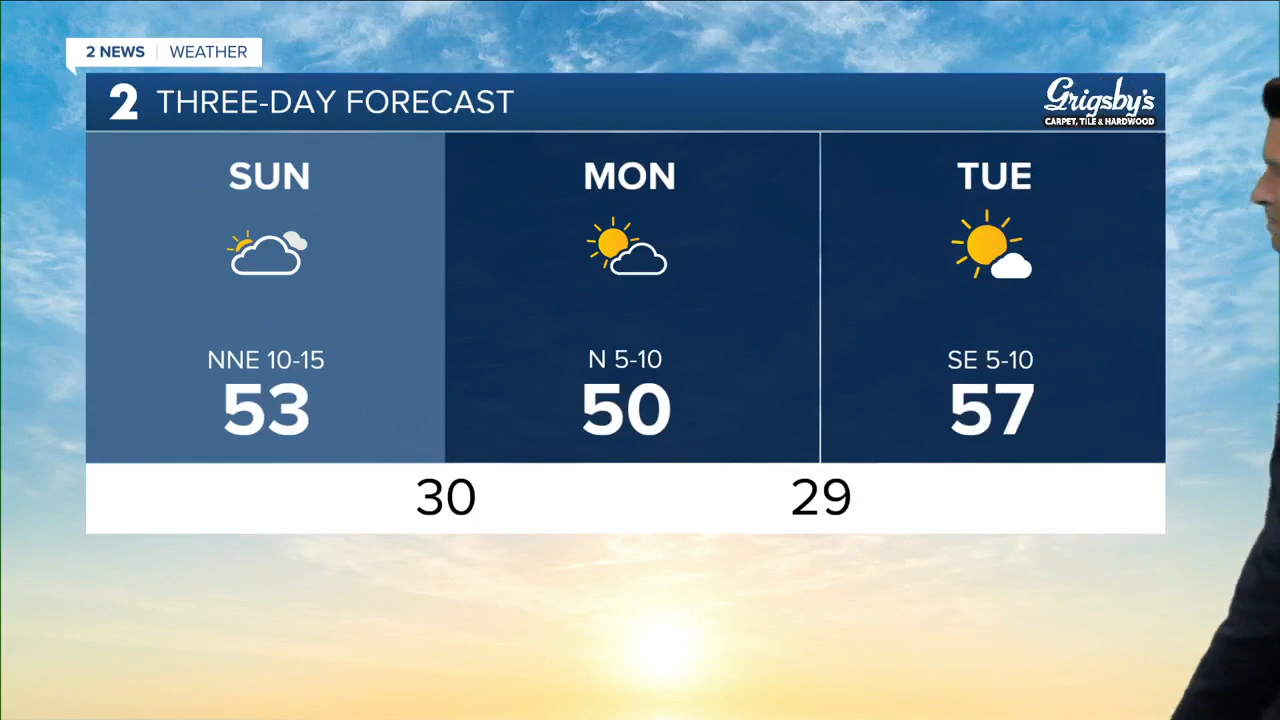 2 NEWS | WEATHER
2 THREE-DAY FORECAST
Grigsby's
CARPET, TILE & HARDWOOD
SUN MON TUE
NNE 10-15 N 5-10 SE 5-10
53 50 57
30 29